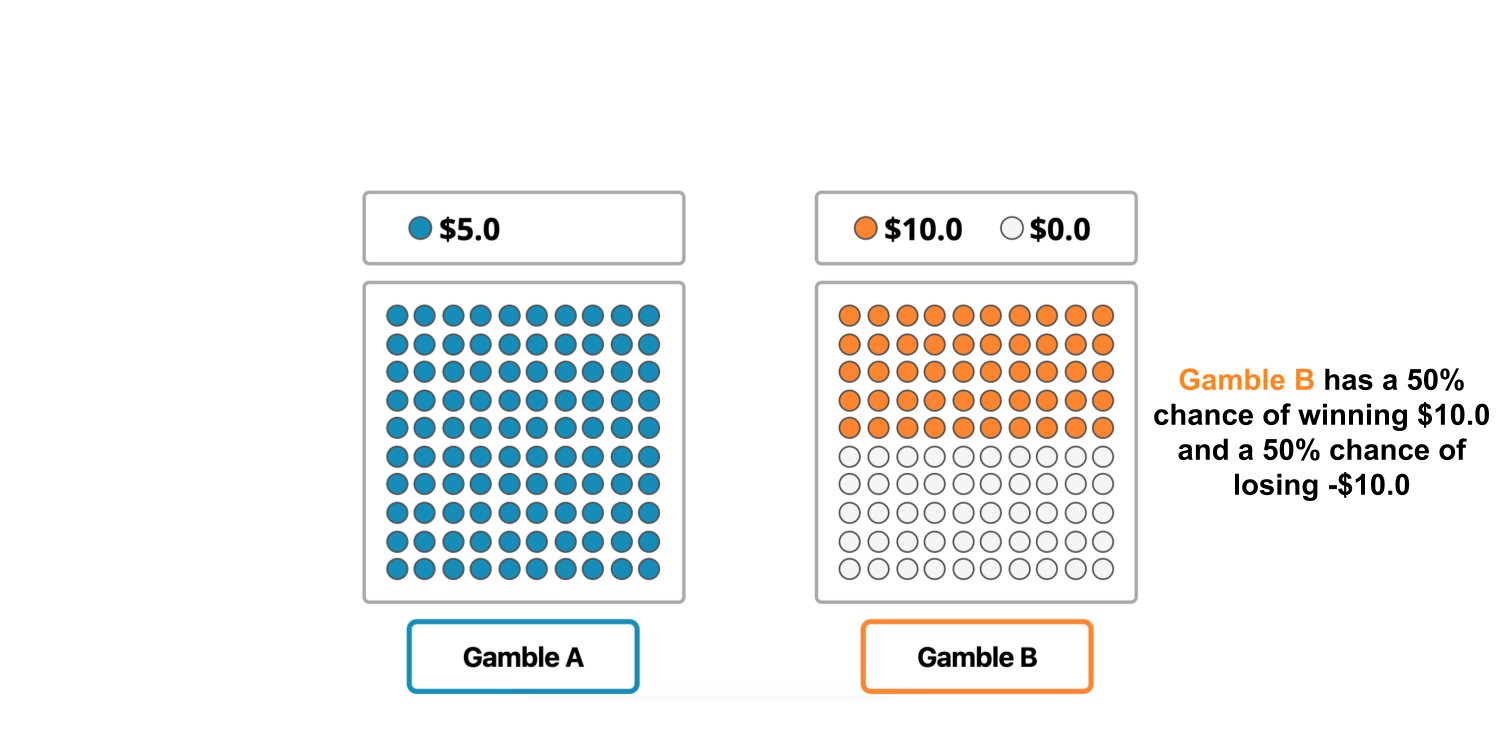 $5.0
$10.0 $0.0
Gamble B has a 50%
chance of winning $10.0
and a 50% chance of
losing -$10.0
Gamble A
Gamble B